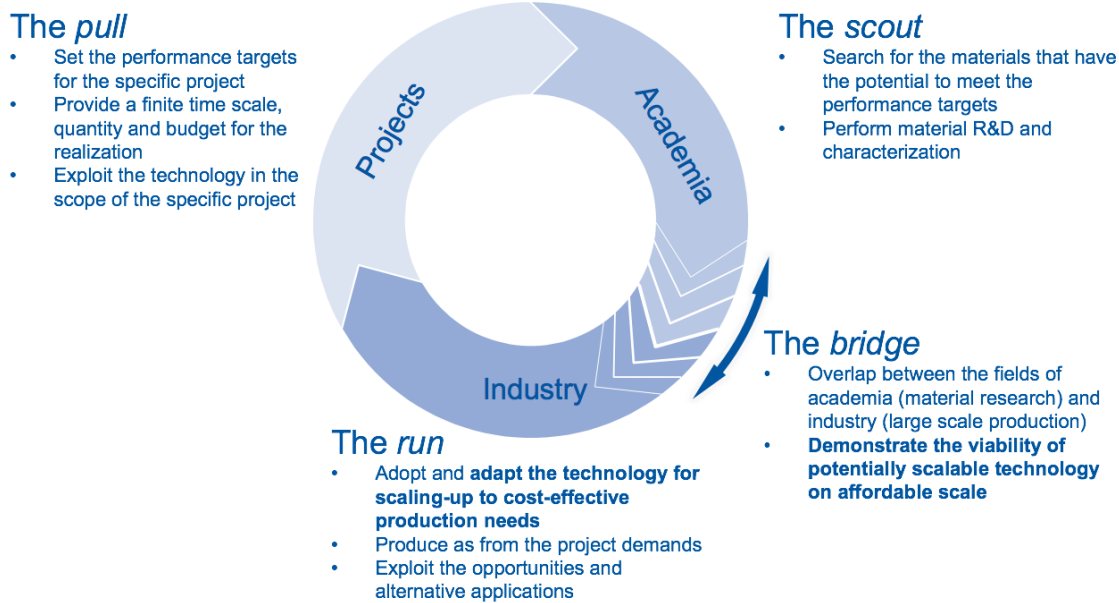 The pull
• Set the performance targets
for the specific project
• Provide a finite time scale,
quantity and budget for the
realization
• Exploit the technology in the
scope of the specific project
Projects
Academia
Industry
The scout
• Search for the materials that have
the potential to meet the
performance targets
• Perform material R&D and
characterization
The bridge
• Overlap between the fields of
academia (material research) and
industry (large scale production)
• Demonstrate the viability of
potentially scalable technology
on affordable scale
The run
• Adopt and adapt the technology for
scaling-up to cost-effective
production needs
• Produce as from the project demands
• Exploit the opportunities and
alternative applications